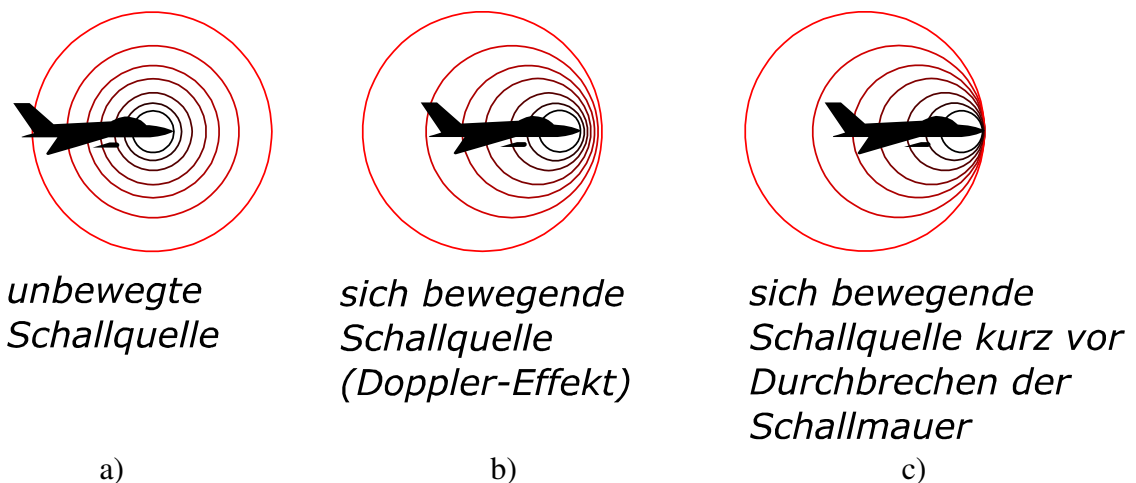 unbewegte
Schallquelle
sich bewegende
Schallquelle
(Doppler-Effekt)
sich bewegende
Schallquelle kurz vor
Durchbrechen der
Schallmauer
a)
b)
c)